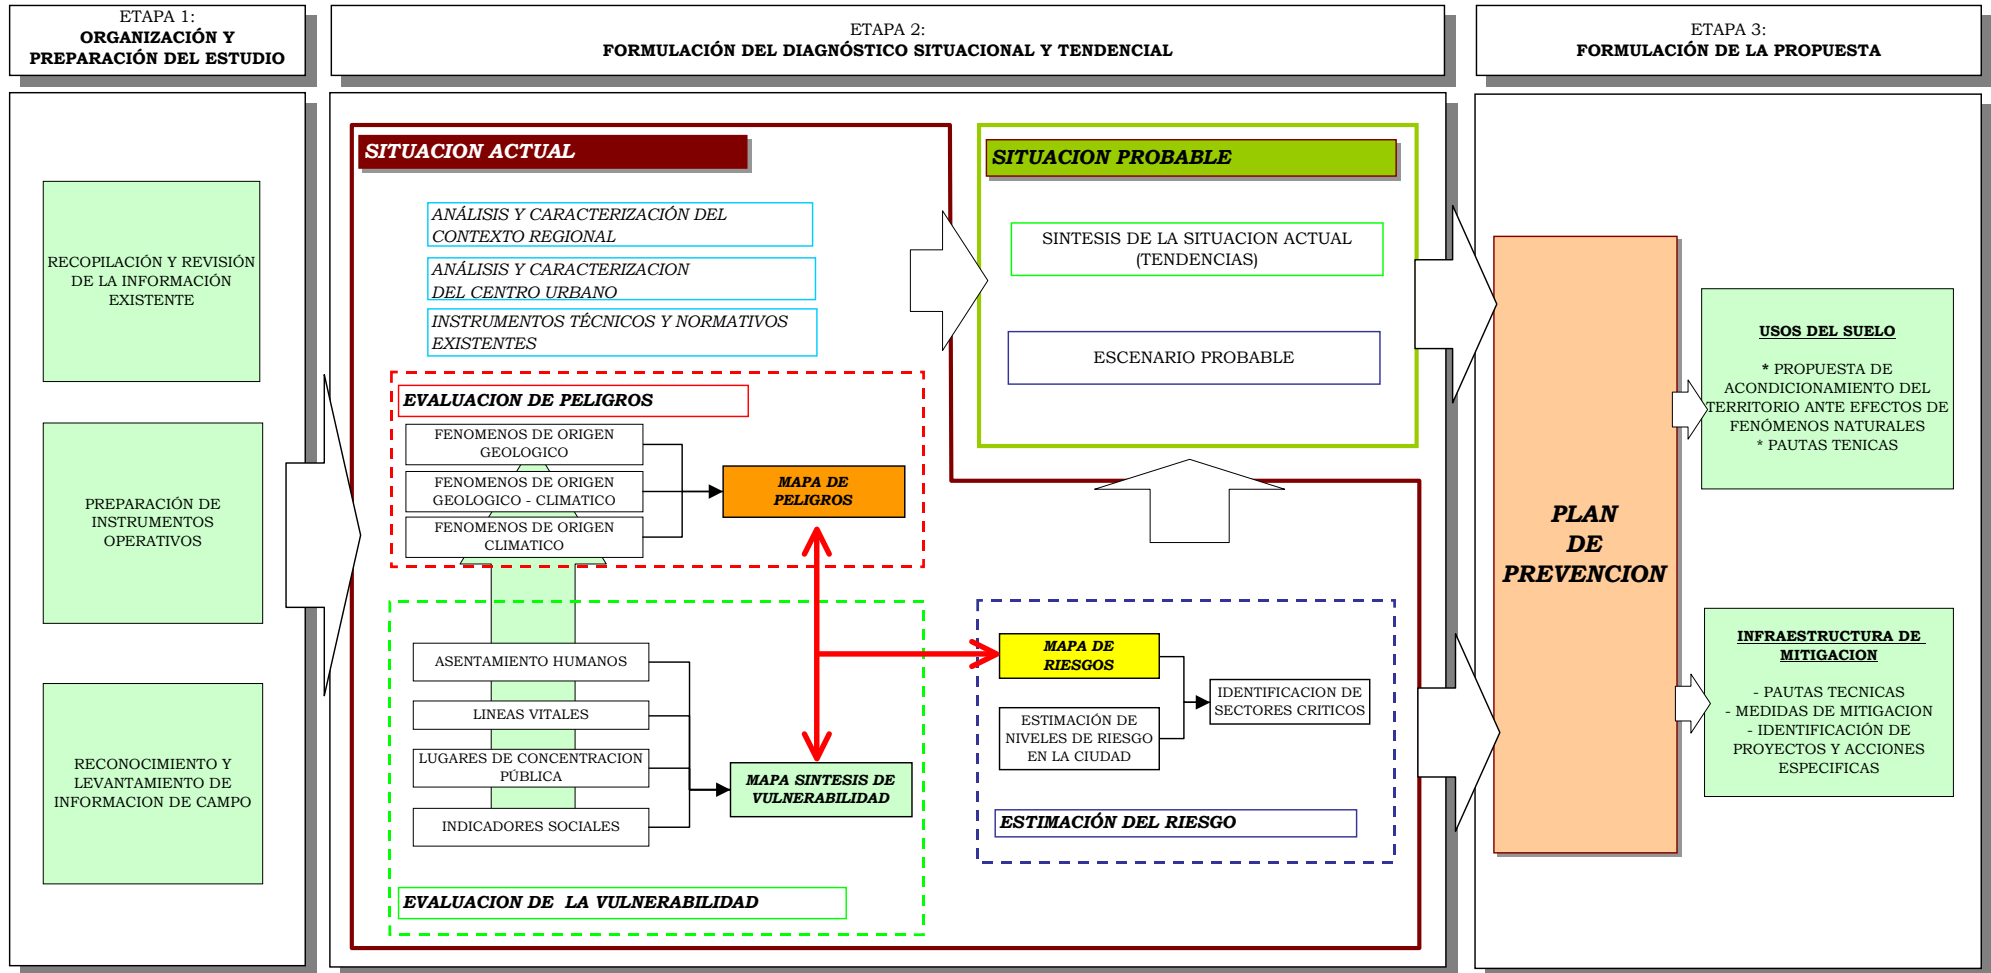 ETAPA 1:
ORGANIZACIÓN Y
PREPARACIÓN DEL ESTUDIO
ETAPA 2:
FORMULACIÓN DEL DIAGNÓSTICO SITUACIONAL Y TENDENCIAL
ETAPA 3:
FORMULACIÓN DE LA PROPUESTA
RECOPILACIÓN Y REVISIÓN
DE LA INFORMACIÓN
EXISTENTE
PREPARACIÓN DE
INSTRUMENTOS
OPERATIVOS
RECONOCIMIENTO Y
LEVANTAMIENTO DE
INFORMACION DE CAMPO
SITUACION ACTUAL
ANÁLISIS Y CARACTERIZACIÓN DEL
CONTEXTO REGIONAL
ANÁLISIS Y CARACTERIZACION
DEL CENTRO URBANO
INSTRUMENTOS TÉCNICOS Y NORMATIVOS
EXISTENTES
EVALUACION DE PELIGROS
FENOMENOS DE ORIGEN
GEOLOGICO
FENOMENOS DE ORIGEN
GEOLOGICO - CLIMATICO
FENOMENOS DE ORIGEN
CLIMATICO
MAPA DE
PELIGROS
ASENTAMIENTO HUMANOS
LINEAS VITALES
LUGARES DE CONCENTRACION
PÚBLICA
INDICADORES SOCIALES
MAPA SINTESIS DE
VULNERABILIDAD
EVALUACION DE  LA VULNERABILIDAD
SITUACION PROBABLE
SINTESIS DE LA SITUACION ACTUAL
(TENDENCIAS)
ESCENARIO PROBABLE
MAPA DE
RIESGOS
ESTIMACIÓN DE
NIVELES DE RIESGO
EN LA CIUDAD
IDENTIFICACION DE
SECTORES CRITICOS
ESTIMACIÓN DEL RIESGO
PLAN
DE
PREVENCION
USOS DEL SUELO
* PROPUESTA DE
ACONDICIONAMIENTO DEL
TERRITORIO ANTE EFECTOS DE
FENÓMENOS NATURALES
* PAUTAS TENICAS
INFRAESTRUCTURA DE
MITIGACION
- PAUTAS TECNICAS
- MEDIDAS DE MITIGACION
- IDENTIFICACIÓN DE
PROYECTOS Y ACCIONES
ESPECIFICAS